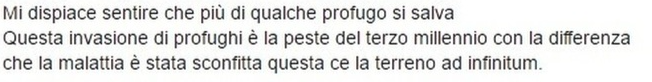 Mi dispiace sentire che più di qualche profugo si salva
Questa invasione di profughi è la peste del terzo millennio con la differenza
che la malattia è stata sconfitta questa ce la terreno ad infinitum.